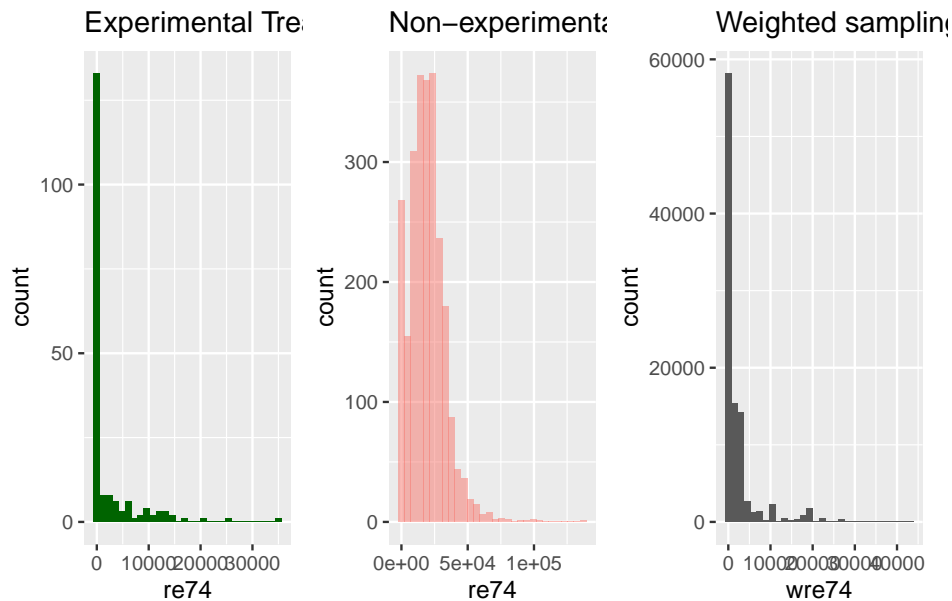 Experimental Trea
100
50
0
count
0 10000 20000 30000
re74
Non−experimenta
300
200
100
0
count
0e+00 5e+04 1e+05
re74
Weighted sampling
60000
40000
20000
0
count
0 10000 20000 30000 40000
wre74